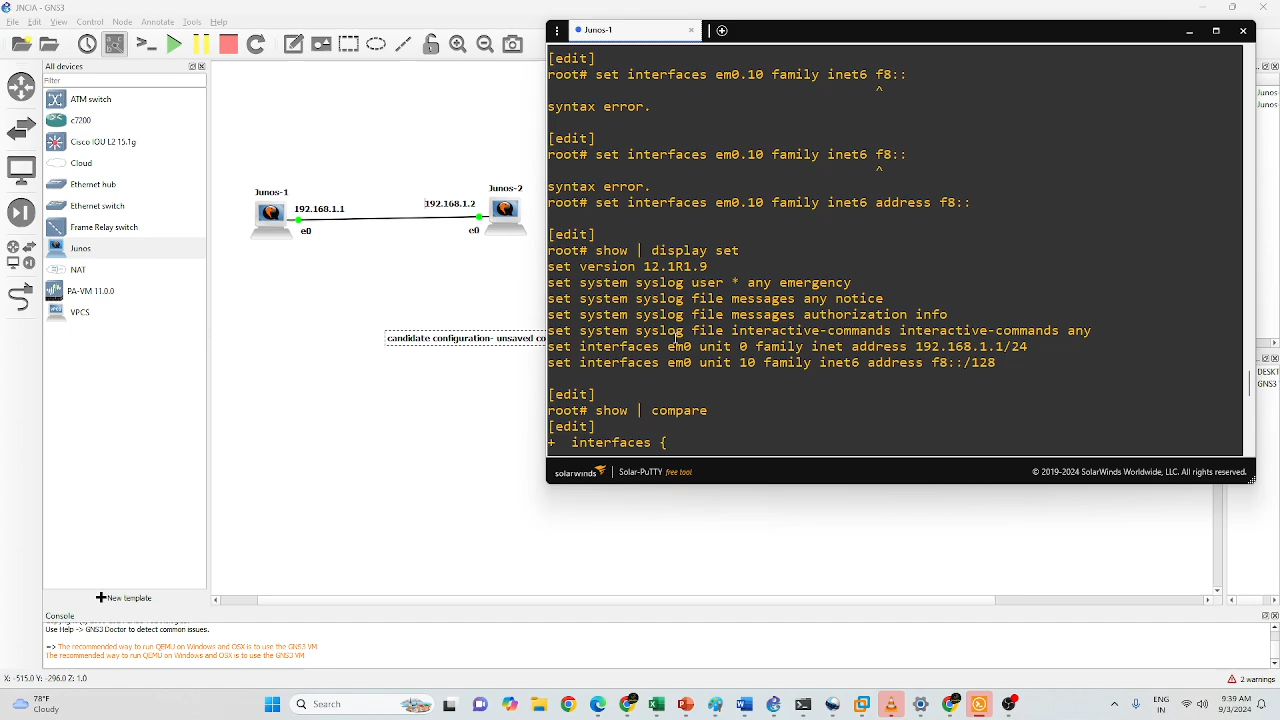 JNCIA - GNS3
File Edit View Control Node Annotate Tools Help
All devices
Filter
ATM switch
c7200
Cisco IOU L2 15.1g
Cloud
Ethernet hub
Ethernet switch
Frame Relay switch
Junos
NAT
PA-VM 11.0.0
VPCS
New template
Junos-1
192.168.1.1
e0
192.168.1.2
Junos-2
e0
candidate configuration- unsaved co
Junos-1
[edit]
root# set interfaces em0.10 family inet6 f8::
^
syntax error.
[edit]
root# set interfaces em0.10 family inet6 f8::
^
syntax error.
root# set interfaces em0.10 family inet6 address f8::
[edit]
root# show | display set
set version 12.1R1.9
set system syslog user * any emergency
set system syslog file messages any notice
set system syslog file messages authorization info
set system syslog file interactive-commands interactive-commands any
set interfaces em0 unit 0 family inet address 192.168.1.1/24
set interfaces em0 unit 10 family inet6 address f8::/128
[edit]
root# show | compare
[edit]
+  interfaces {
solarwinds | Solar-PuTTY free tool
© 2019-2024 SolarWinds Worldwide, LLC. All rights reserved.
Junos
Junos
DESKT
GNS3
Console
Use Help -> GNS3 Doctor to detect common issues.
=> The recommended way to run QEMU on Windows and OSX is to use the GNS3 VM
The recommended way to run QEMU on Windows and OSX is to use the GNS3 VM
X: -515.0 Y: -296.0 Z: 1.0
2 warnings
78°F
Cloudy
Search
ENG
IN
9:39 AM
9/3/2024